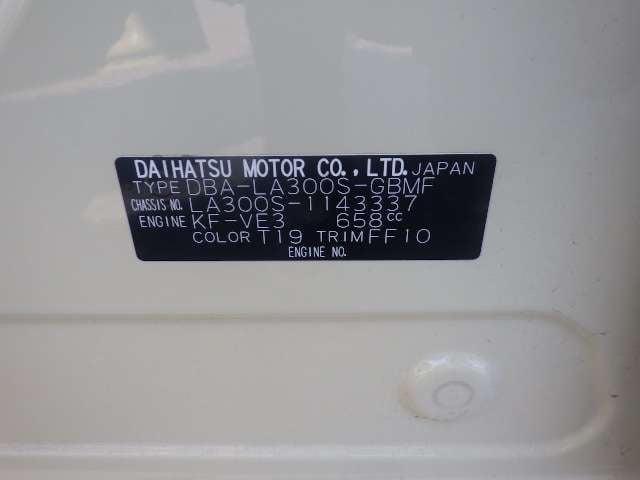 DAIHATSU MOTOR CO.,LTD. JAPAN
TYPE DBA-LA300S-GBMF
CHASSIS NO. LA300S-1143337
ENGINE KF-VE3 658cc
COLOR T19 TRIM FF10
ENGINE NO.